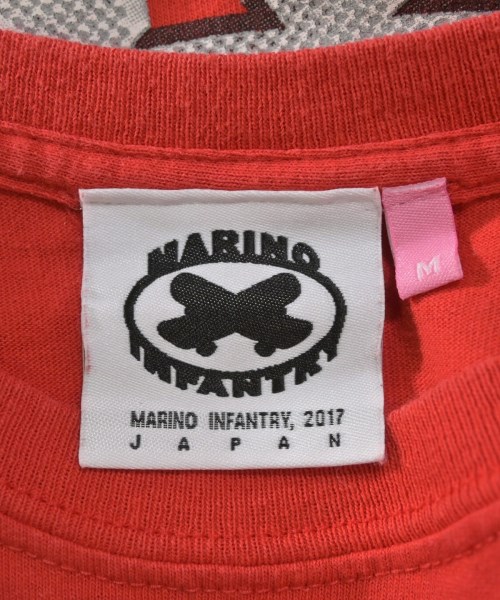 MARINO
INFANTRY
MARINO INFANTRY, 2017
JAPAN
M